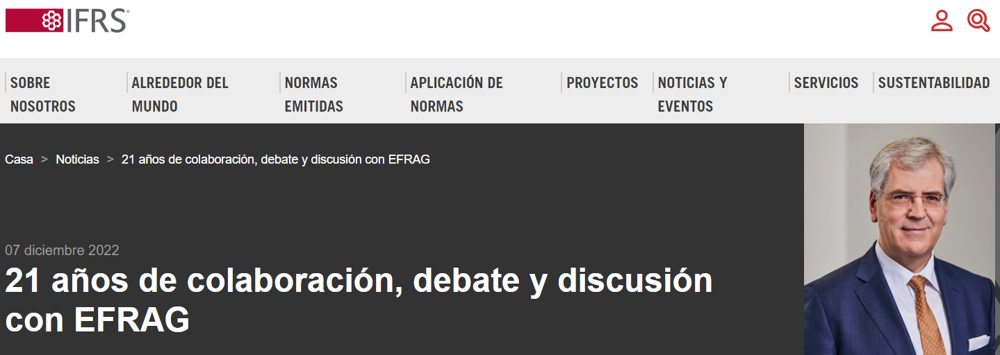 IFRS®
SOBRE
NOSOTROS
ALREDEDOR DEL
MUNDO
NORMAS
EMITIDAS
APLICACIÓN DE
NORMAS
PROYECTOS
NOTICIAS Y
EVENTOS
SERVICIOS
SUSTENTABILIDAD
Casa > Noticias > 21 años de colaboración, debate y discusión con EFRAG
07 diciembre 2022
21 años de colaboración, debate y discusión
con EFRAG